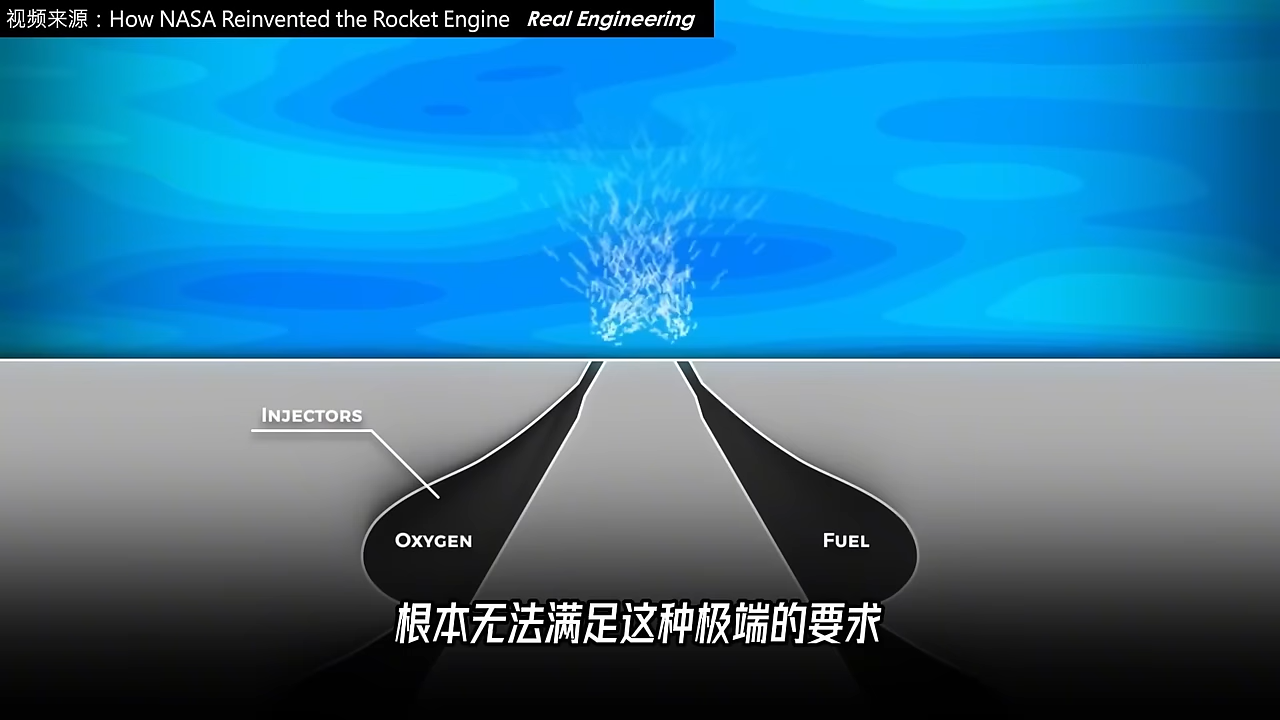 视频来源：How NASA Reinvented the Rocket Engine Real Engineering
INJECTORS
OXYGEN
FUEL
根本无法满足这种极端的要求